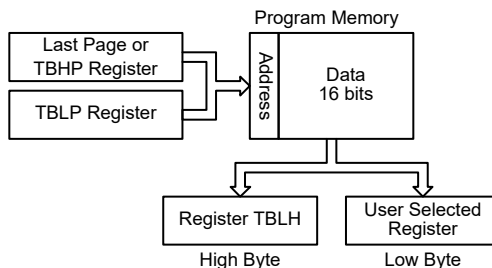 Program Memory
Last Page or
TBHP Register
TBLP Register
Address
Data
16 bits
Register TBLH
User Selected
Register
High Byte
Low Byte